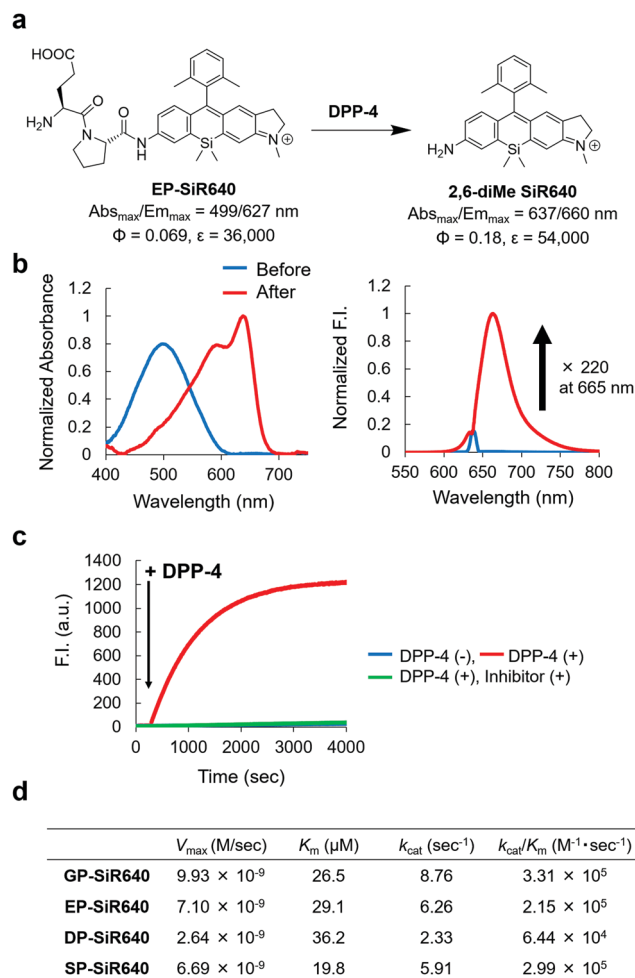 a
HOOC
H₂N
O
N
O
N
H
Si
N
+
EP-SiR640
Absmax/Emmax = 499/627 nm
Φ = 0.069, ε = 36,000
DPP-4
H₂N
Si
N
+
2,6-diMe SiR640
Absmax/Emmax = 637/660 nm
Φ = 0.18, ε = 54,000
b
Before
After
Normalized Absorbance
1.2
1
0.8
0.6
0.4
0.2
0
400 500 600 700
Wavelength (nm)
Normalized F.I.
1.2
1
0.8
0.6
0.4
0.2
0
550 600 650 700 750 800
Wavelength (nm)
× 220
at 665 nm
c
+ DPP-4
F.I. (a.u.)
1400
1200
1000
800
600
400
200
0
0 1000 2000 3000 4000
Time (sec)
DPP-4 (-), DPP-4 (+)
DPP-4 (+), Inhibitor (+)
d
Vmax (M/sec) Km (μM) kcat (sec⁻¹) kcat/Km (M⁻¹・sec⁻¹)
GP-SiR640 9.93 × 10⁻⁹ 26.5 8.76 3.31 × 10⁵
EP-SiR640 7.10 × 10⁻⁹ 29.1 6.26 2.15 × 10⁵
DP-SiR640 2.64 × 10⁻⁹ 36.2 2.33 6.44 × 10⁴
SP-SiR640 6.69 × 10⁻⁹ 19.8 5.91 2.99 × 10⁵